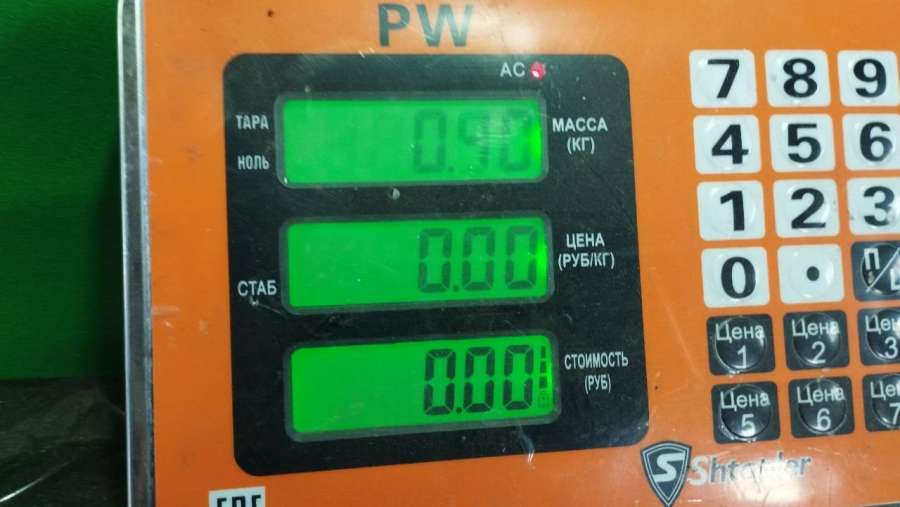 PW
AC
ТАРА
НОЛЬ
0.90
МАССА
(КГ)
СТАБ
0.00
ЦЕНА
(РУБ/КГ)
0.00
СТОИМОСТЬ
(РУБ)
7 8 9
4 5 6
1 2 3
0 .
Цена 1
Цена 2
Цена 5
Цена 6
Shtapler
EAC